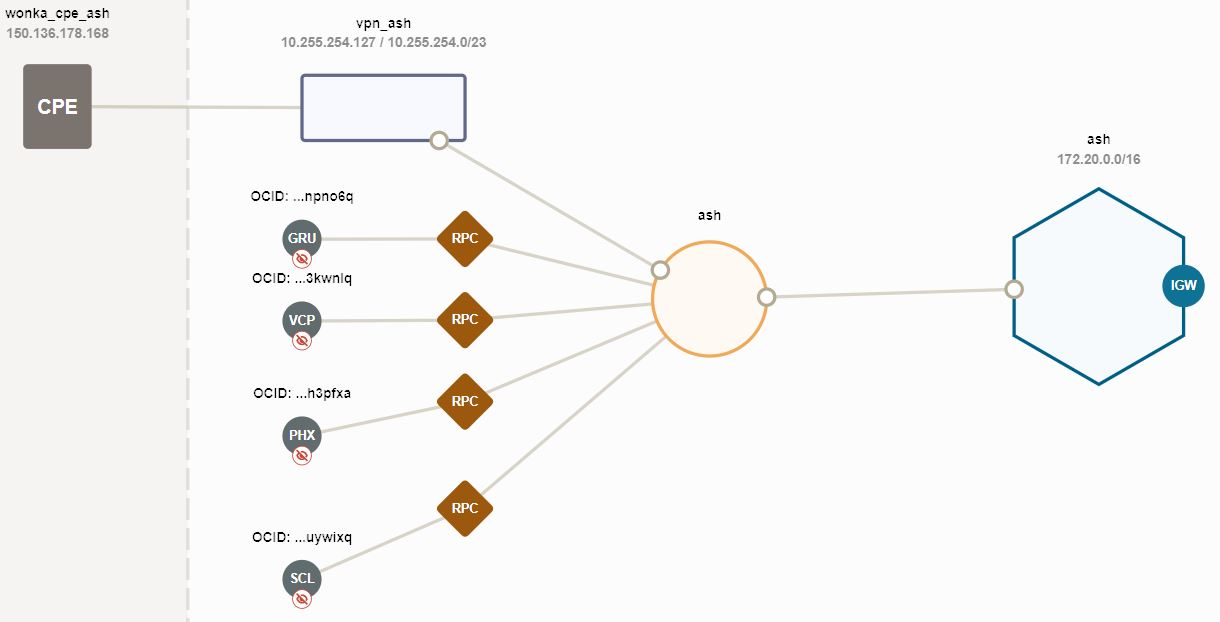 wonka_cpe_ash
150.136.178.168
CPE
vpn_ash
10.255.254.127 / 10.255.254.0/23
OCID: ...npno6q
GRU
RPC
OCID: ...3kwnlq
VCP
RPC
OCID: ...h3pfxa
PHX
RPC
OCID: ...uywixq
SCL
RPC
ash
ash
172.20.0.0/16
IGW